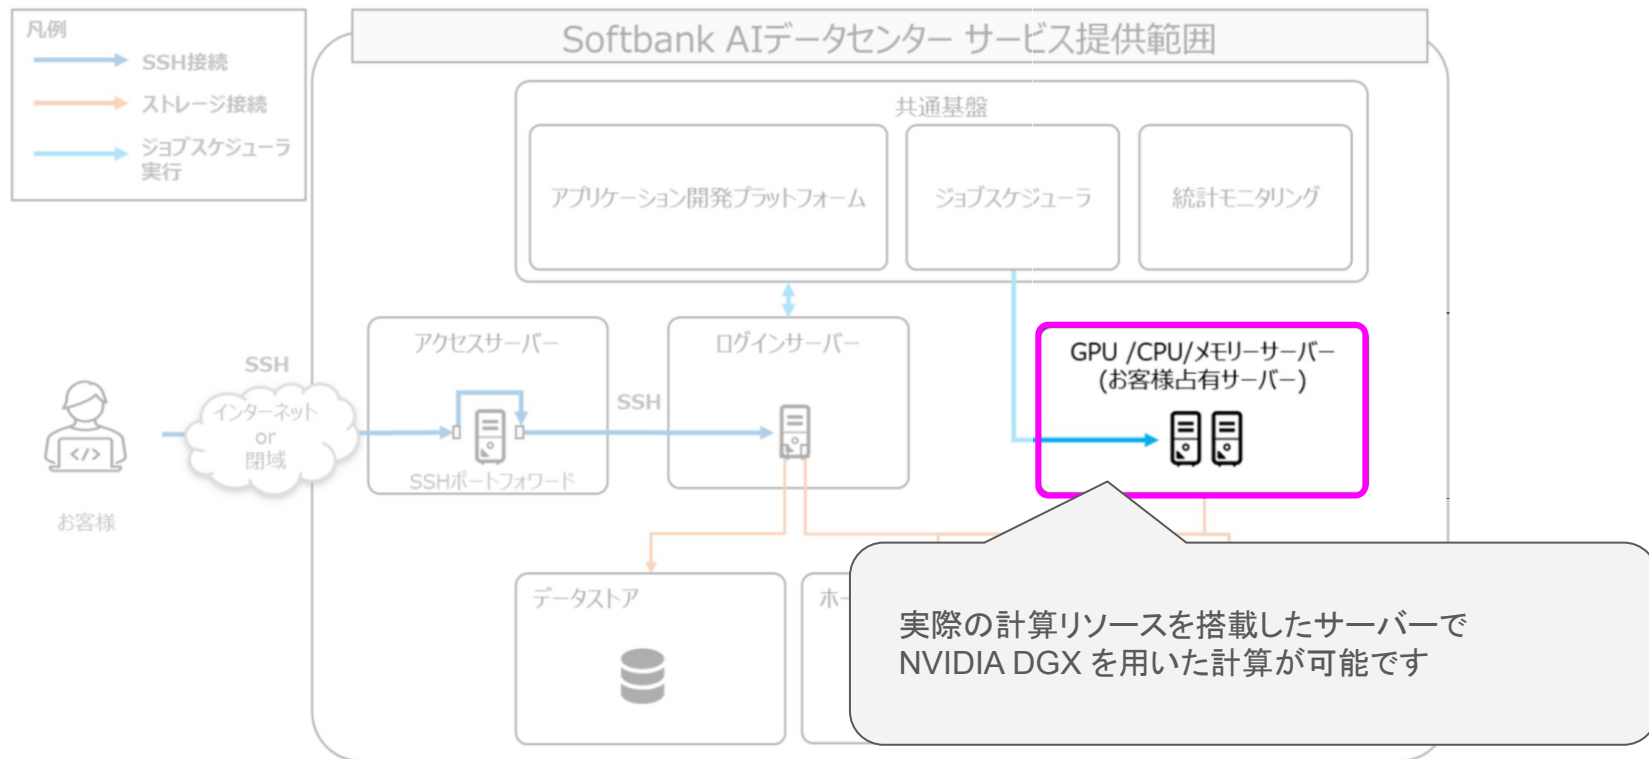 凡例
SSH接続
ストレージ接続
ジョブスケジューラ
実行
Softbank AIデータセンター サービス提供範囲
共通基盤
アプリケーション開発プラットフォーム
ジョブスケジューラ
統計モニタリング
アクセスサーバー
SSHポートフォワード
ログインサーバー
GPU /CPU/メモリーサーバー
(お客様占有サーバー)
SSH
インターネット
or
閉域
SSH
</>
お客様
データストア
ホー
実際の計算リソースを搭載したサーバーで
NVIDIA DGX を用いた計算が可能です